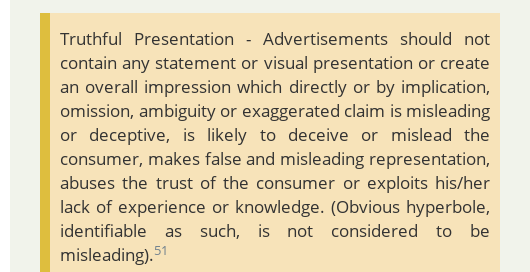 Truthful Presentation - Advertisements should not
contain any statement or visual presentation or create
an overall impression which directly or by implication,
omission, ambiguity or exaggerated claim is misleading
or deceptive, is likely to deceive or mislead the
consumer, makes false and misleading representation,
abuses the trust of the consumer or exploits his/her
lack of experience or knowledge. (Obvious hyperbole,
identifiable as such, is not considered to be
misleading).51